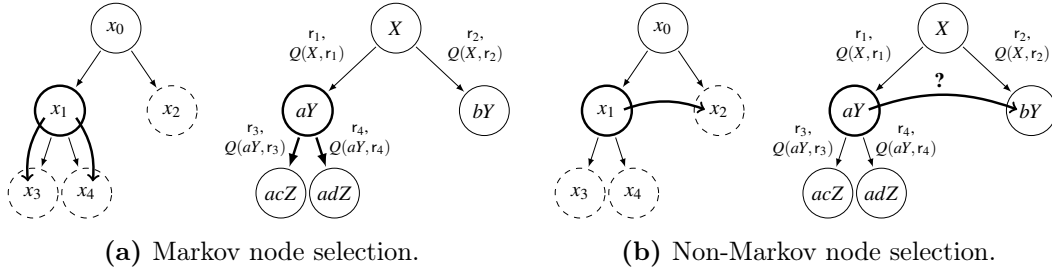 x0
X
x0
X
r1,
Q(X,r1)
r2,
Q(X,r2)
r1,
Q(X,r1)
r2,
Q(X,r2)
?
x1
x2
aY
bY
x1
x2
aY
bY
r3,
Q(aY,r3)
r4,
Q(aY,r4)
r3,
Q(aY,r3)
r4,
Q(aY,r4)
x3
x4
acZ
adZ
x3
x4
acZ
adZ
(a) Markov node selection.
(b) Non-Markov node selection.